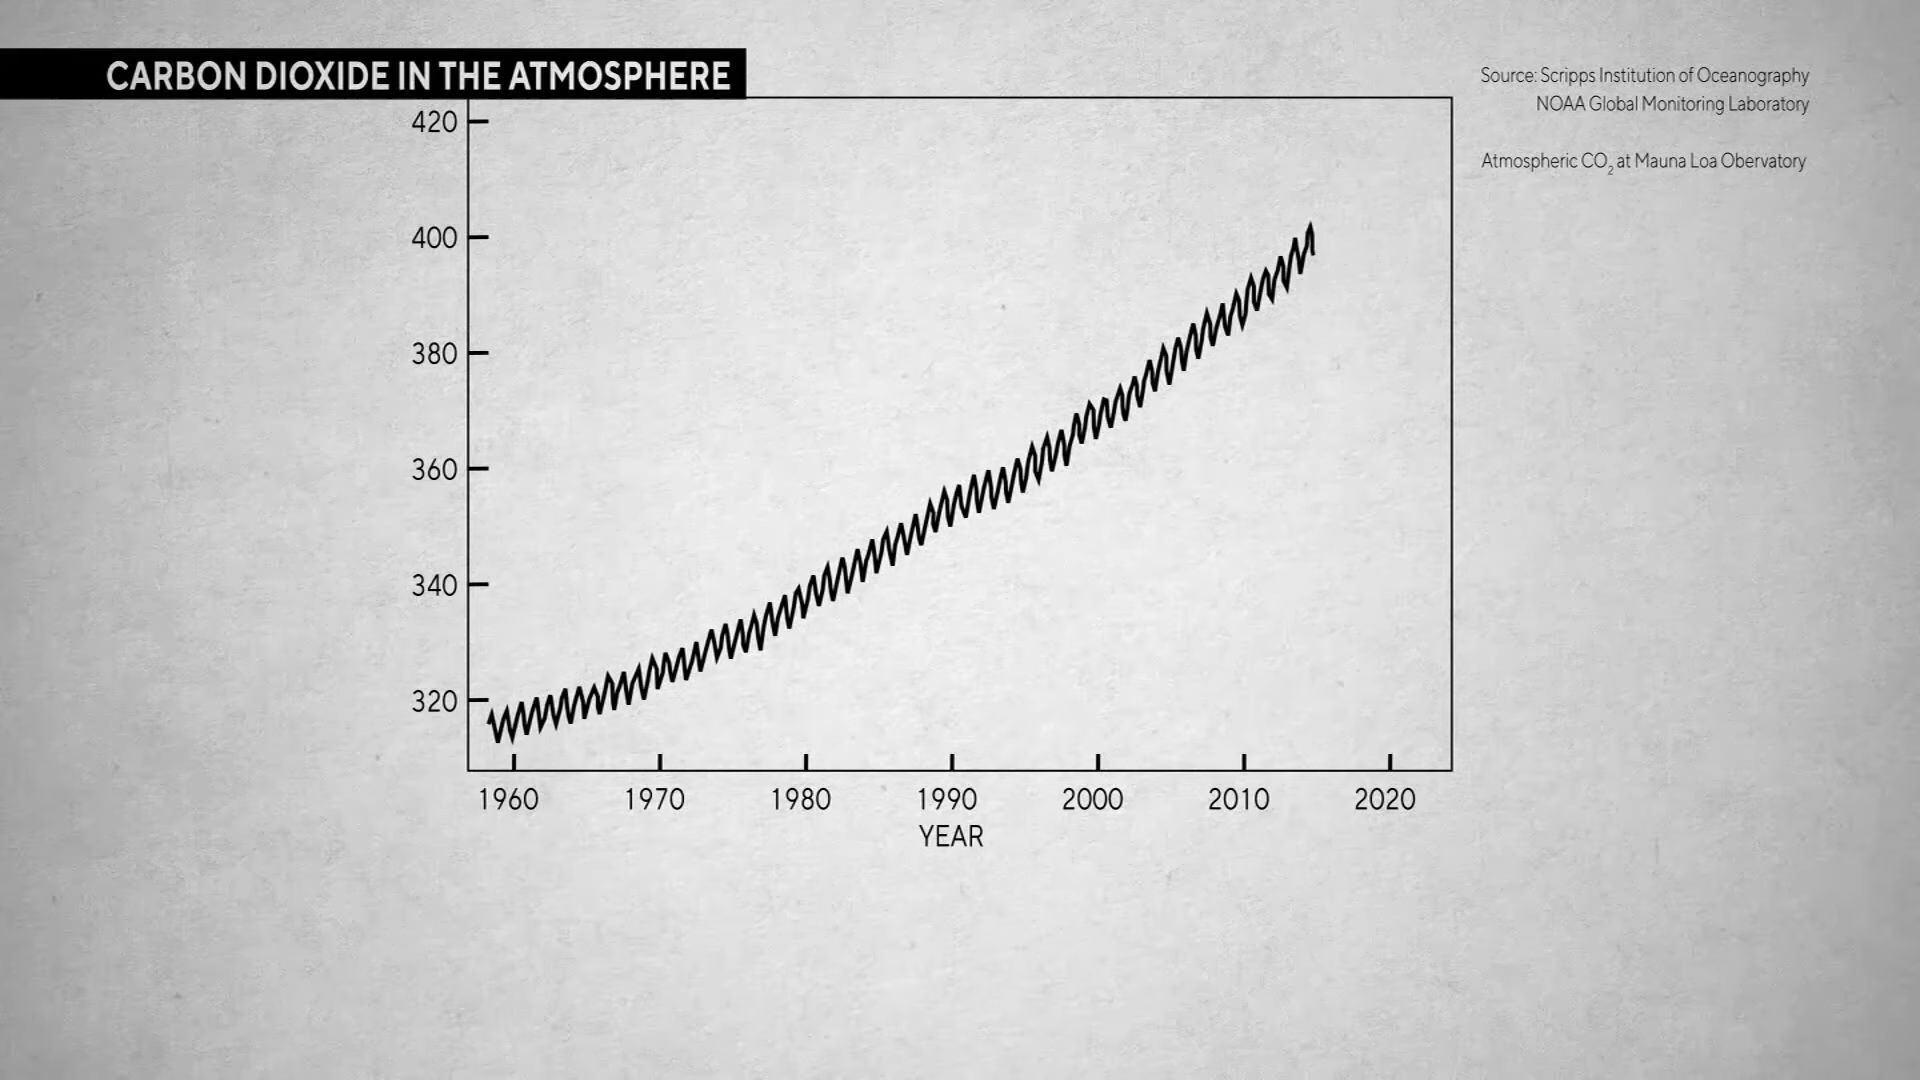 CARBON DIOXIDE IN THE ATMOSPHERE
Source: Scripps Institution of Oceanography
NOAA Global Monitoring Laboratory
Atmospheric CO₂ at Mauna Loa Obervatory
420
400
380
360
340
320
1960 1970 1980 1990 2000 2010 2020
YEAR